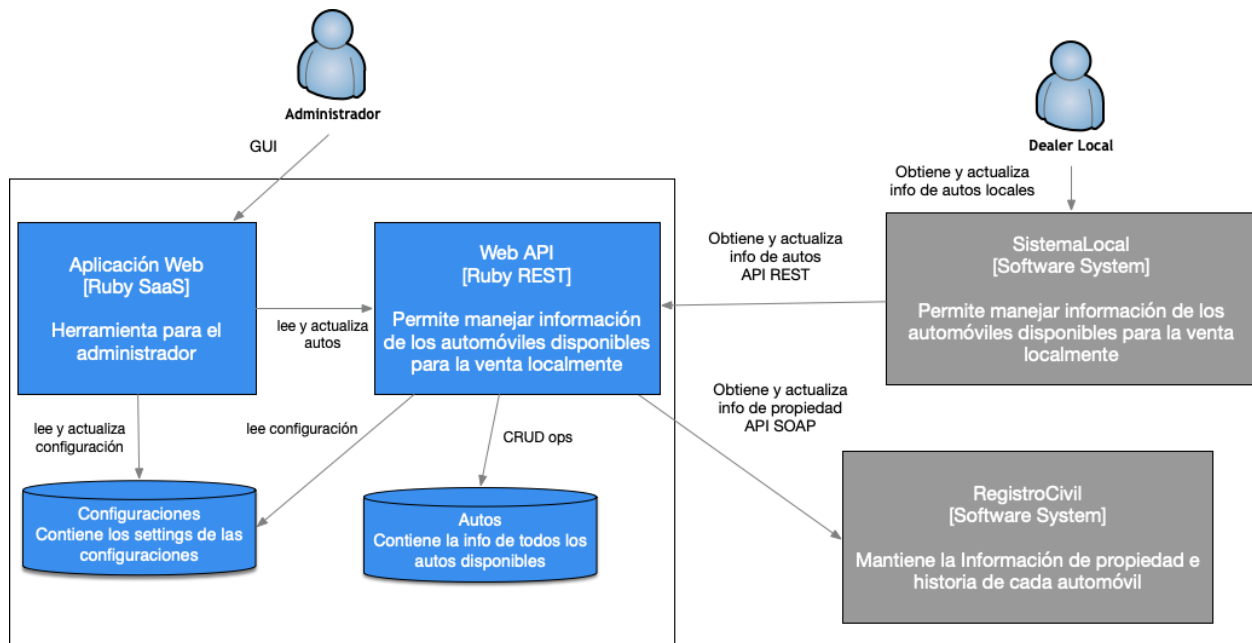 Administrador
Dealer Local
GUI
Obtiene y actualiza
info de autos locales
Aplicación Web
[Ruby SaaS]
Herramienta para el
administrador
lee y actualiza
autos
Web API
[Ruby REST]
Permite manejar información
de los automóviles disponibles
para la venta localmente
Obtiene y actualiza
info de autos
API REST
SistemaLocal
[Software System]
Permite manejar información de los
automóviles disponibles para la venta
localmente
lee y actualiza
configuración
lee configuración
CRUD ops
Obtiene y actualiza
info de propiedad
API SOAP
Configuraciones
Contiene los settings de las
configuraciones
Autos
Contiene la info de todos los
autos disponibles
RegistroCivil
[Software System]
Mantiene la Información de propiedad e
historia de cada automóvil